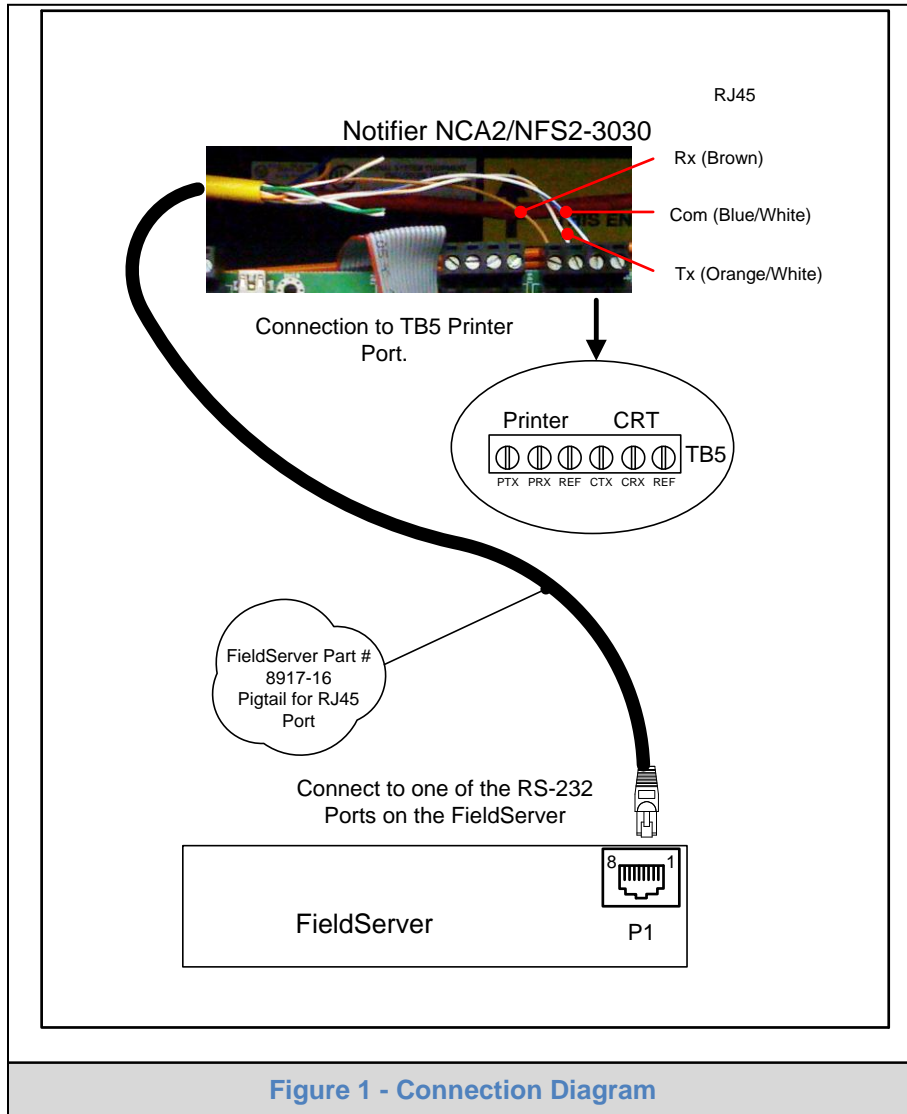 RJ45
Notifier NCA2/NFS2-3030
Rx (Brown)
Com (Blue/White)
Tx (Orange/White)
Connection to TB5 Printer
Port.
Printer CRT
TB5
PTX PRX REF CTX CRX REF
FieldServer Part #
8917-16
Pigtail for RJ45
Port
Connect to one of the RS-232
Ports on the FieldServer
8 1
FieldServer
P1
Figure 1 - Connection Diagram